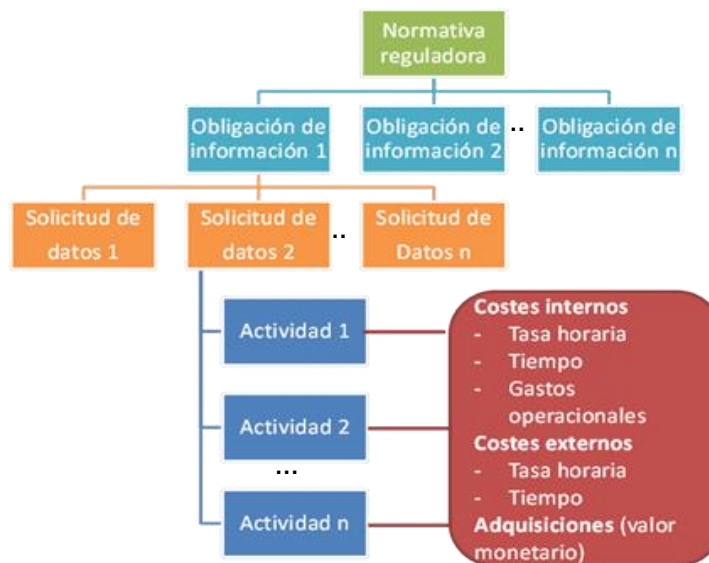 Normativa
reguladora
Obligación de
información 1
Obligación de
información 2
..
Obligación de
información n
Solicitud de
datos 1
Solicitud de
datos 2
..
Solicitud de
Datos n
Actividad 1
Actividad 2
...
Actividad n
Costes internos
- Tasa horaria
- Tiempo
- Gastos
operacionales
Costes externos
- Tasa horaria
- Tiempo
Adquisiciones (valor
monetario)